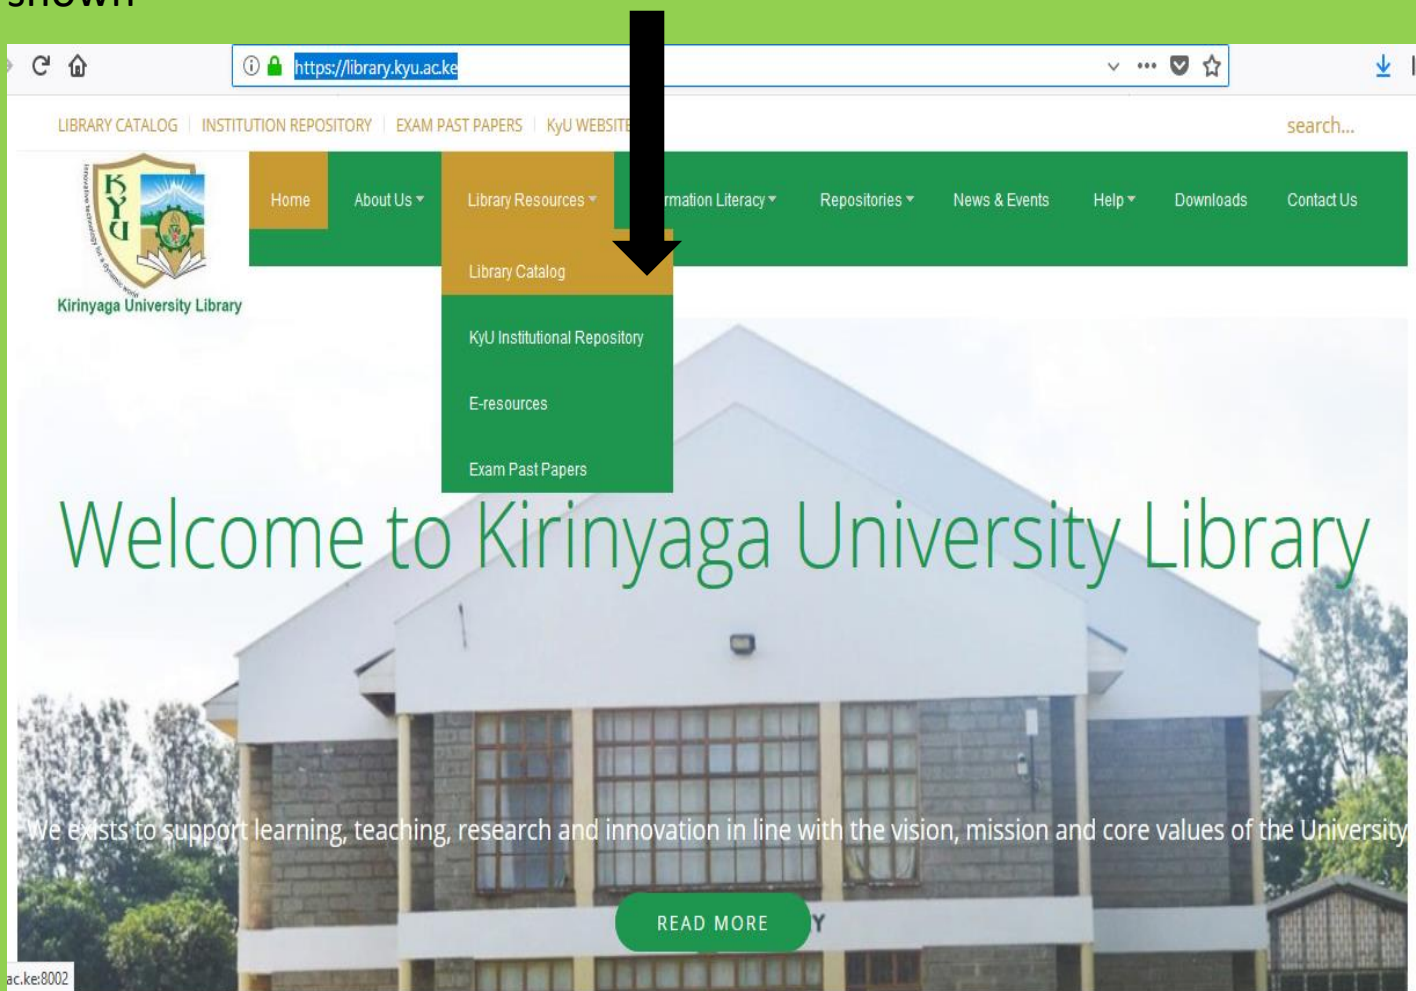 shown
https://library.kyu.ac.ke
LIBRARY CATALOG INSTITUTION REPOSITORY EXAM PAST PAPERS KyU WEBSITE
search...
KYU
Home About Us Library Resources rmation Literacy Repositories News & Events Help Downloads Contact Us
Kirinyaga University Library
Library Catalog
KyU Institutional Repository
E-resources
Exam Past Papers
Welcome to Kirinyaga University Library
We exists to support learning, teaching, research and innovation in line with the vision, mission and core values of the University
READ MORE
Y
ac.ke:8002